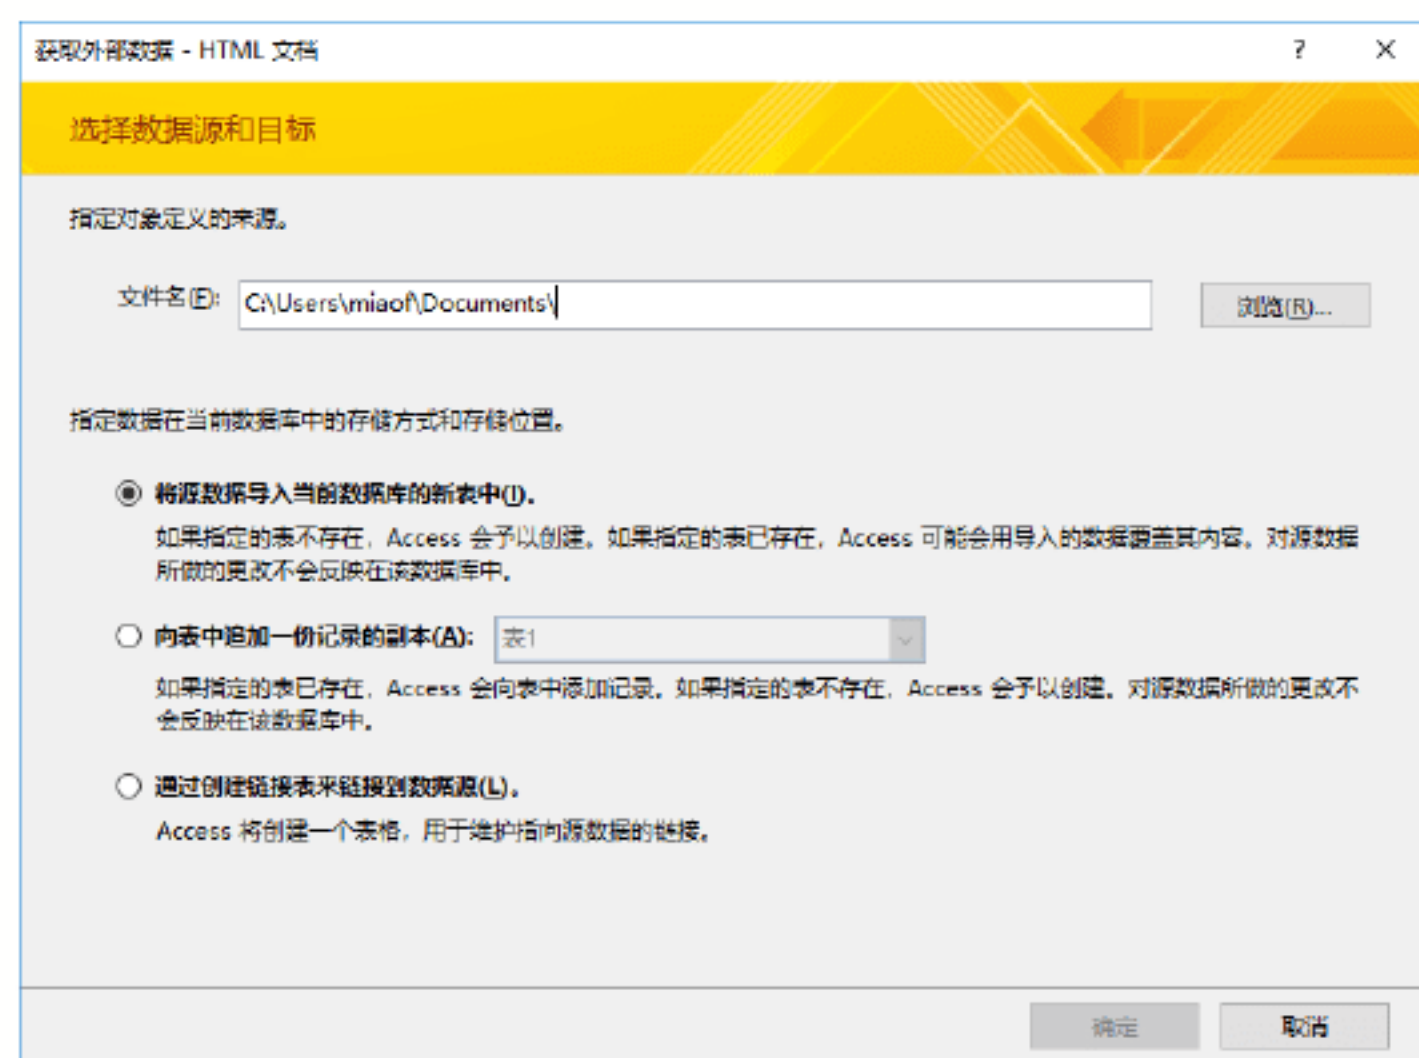 获取外部数据 - HTML 文档
? X
选择数据源和目标
指定对象定义的来源。
文件名(F): C:\Users\miaof\Documents\ 浏览(R)...
指定数据在当前数据库中的存储方式和存储位置。
将源数据导入当前数据库的新表中(I)。
如果指定的表不存在，Access 会予以创建。如果指定的表已存在，Access 可能会用导入的数据覆盖其内容。对源数据
所做的更改不会反映在该数据库中。
向表中追加一份记录的副本(A): 表1
如果指定的表已存在，Access 会向表中添加记录。如果指定的表不存在，Access 会予以创建。对源数据所做的更改不
会反映在该数据库中。
通过创建链接表来链接到数据源(L)。
Access 将创建一个表格，用于维护指向源数据的链接。
确定 取消